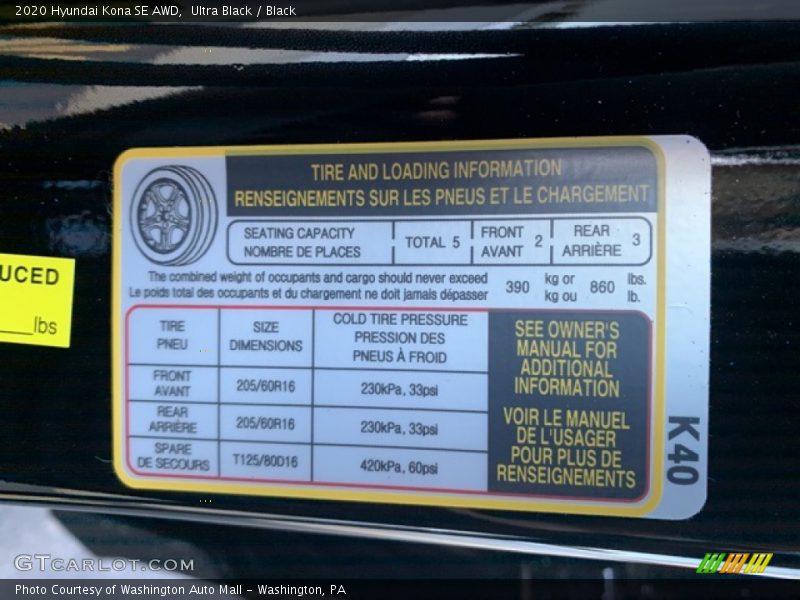 2020 Hyundai Kona SE AWD, Ultra Black / Black
TIRE AND LOADING INFORMATION
RENSEIGNEMENTS SUR LES PNEUS ET LE CHARGEMENT
SEATING CAPACITY
NOMBRE DE PLACES
TOTAL 5
FRONT
AVANT 2
REAR
ARRIÈRE 3
The combined weight of occupants and cargo should never exceed
Le poids total des occupants et du chargement ne doit jamais dépasser
390
kg or
kg ou
860
lbs.
lb.
UCED
lbs
TIRE
PNEU
SIZE
DIMENSIONS
COLD TIRE PRESSURE
PRESSION DES
PNEUS À FROID
FRONT
AVANT
205/60R16
230kPa, 33psi
REAR
ARRIÈRE
205/60R16
230kPa, 33psi
SPARE
DE SECOURS
T125/80D16
420kPa, 60psi
SEE OWNER'S
MANUAL FOR
ADDITIONAL
INFORMATION
VOIR LE MANUEL
DE L'USAGER
POUR PLUS DE
RENSEIGNEMENTS
K40
GTCARLOT.COM
Photo Courtesy of Washington Auto Mall - Washington, PA